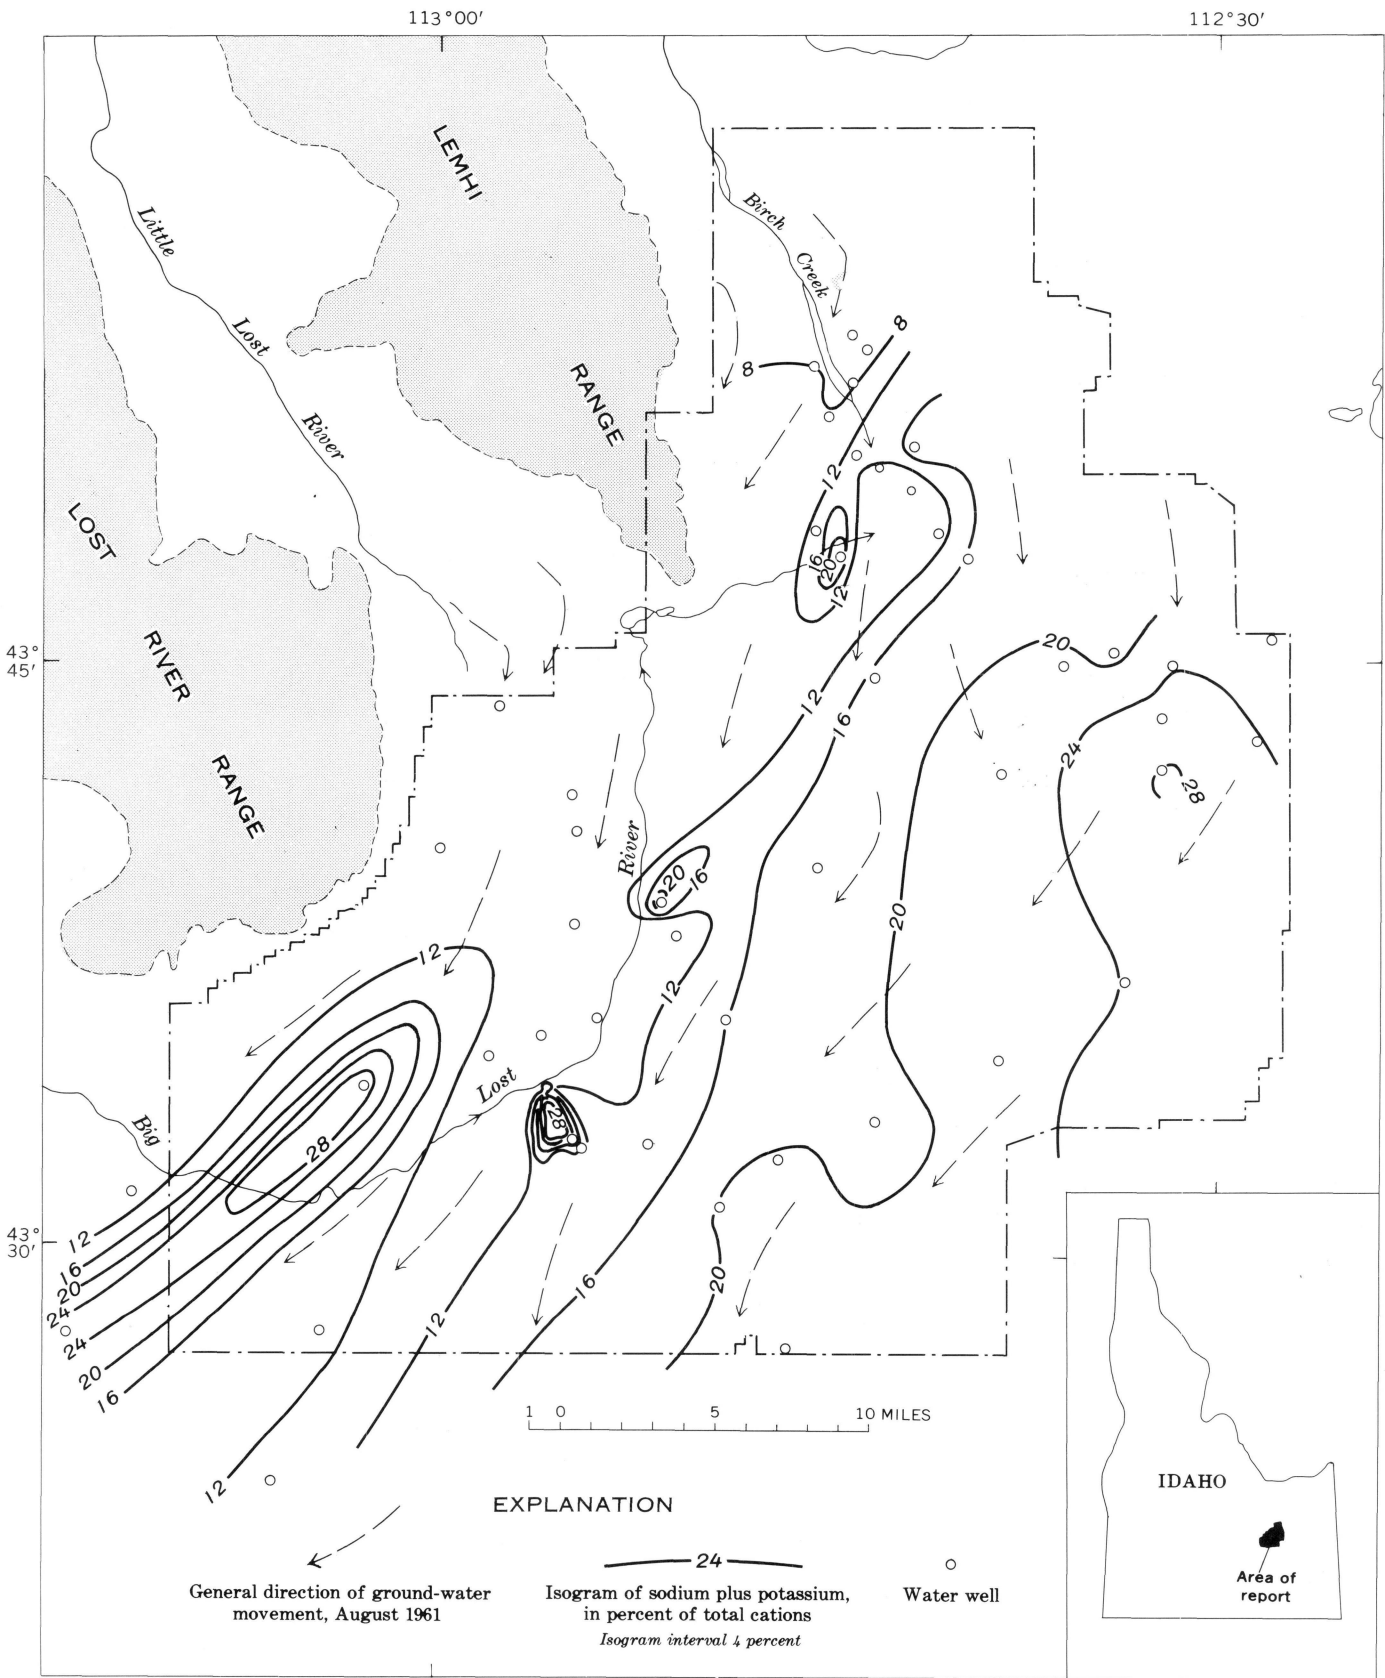 113°00′
112°30′
LEMHI
RANGE
Birch
Creek
Little
Lost
River
8
8
12
LOST
RIVER
RANGE
16
20
12
43°
45′
20
12
16
24
28
River
20
16
20
12
12
Lost
28
Big
28
43°
30′
12
16
20
24
24
20
16
12
12
16
20
1 0 5 10 MILES
IDAHO
Area of
report
EXPLANATION
24
General direction of ground-water
movement, August 1961
Isogram of sodium plus potassium,
in percent of total cations
Isogram interval 4 percent
Water well